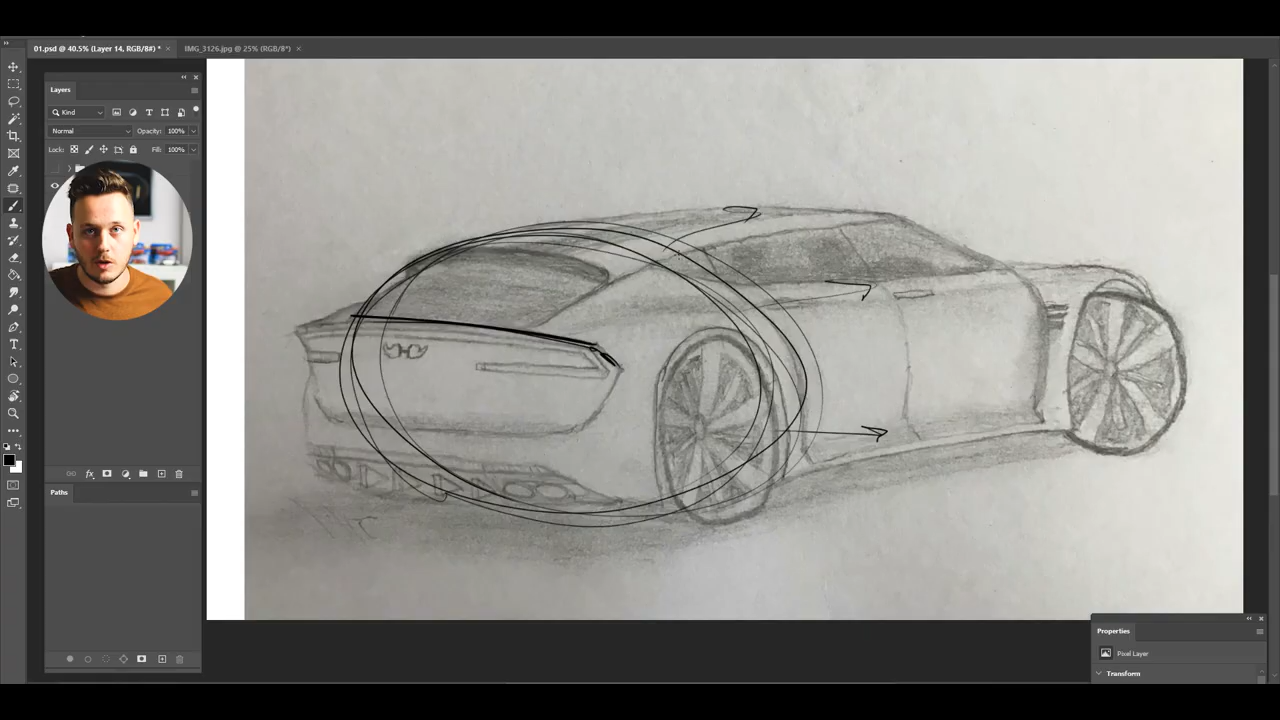 01.psd @ 40.5% (Layer 14, RGB/8#) *
IMG_3126.jpg @ 25% (RGB/8*)
Layers
Kind
Normal
Opacity: 100%
Lock:
Fill: 100%
fx
Paths
Properties
Pixel Layer
Transform